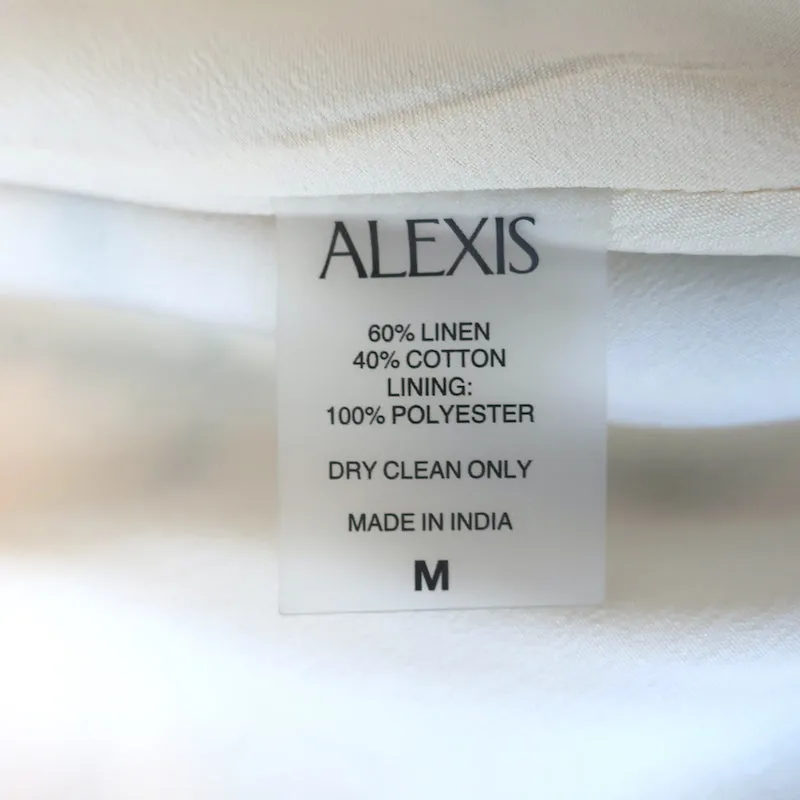 ALEXIS
60% LINEN
40% COTTON
LINING:
100% POLYESTER
DRY CLEAN ONLY
MADE IN INDIA
M